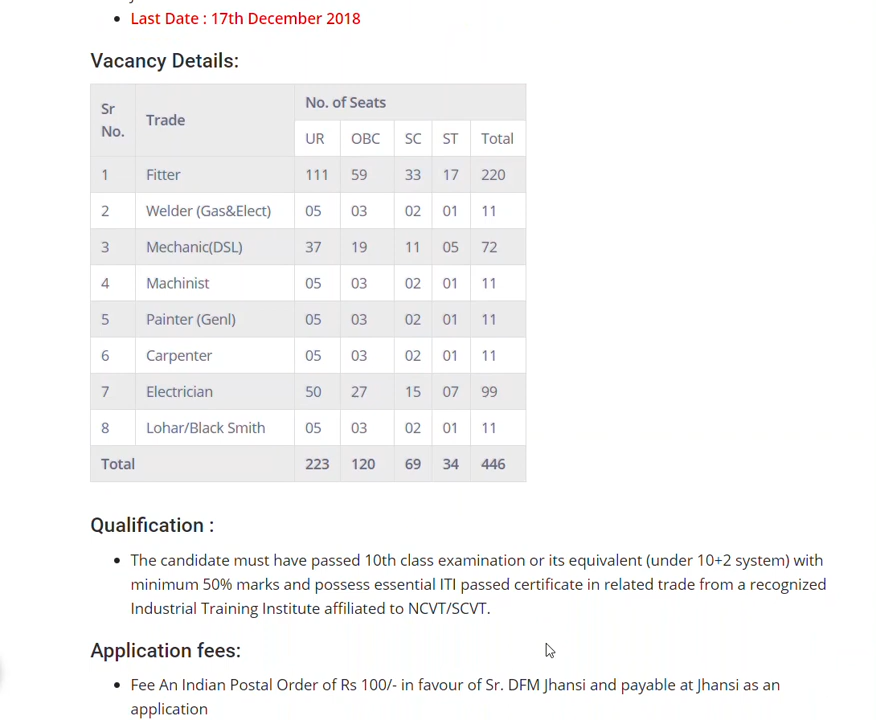 Last Date : 17th December 2018
Vacancy Details:
Sr No. Trade No. of Seats
UR OBC SC ST Total
1 Fitter 111 59 33 17 220
2 Welder (Gas&Elect) 05 03 02 01 11
3 Mechanic(DSL) 37 19 11 05 72
4 Machinist 05 03 02 01 11
5 Painter (Genl) 05 03 02 01 11
6 Carpenter 05 03 02 01 11
7 Electrician 50 27 15 07 99
8 Lohar/Black Smith 05 03 02 01 11
Total 223 120 69 34 446
Qualification :
The candidate must have passed 10th class examination or its equivalent (under 10+2 system) with
minimum 50% marks and possess essential ITI passed certificate in related trade from a recognized
Industrial Training Institute affiliated to NCVT/SCVT.
Application fees:
Fee An Indian Postal Order of Rs 100/- in favour of Sr. DFM Jhansi and payable at Jhansi as an
application